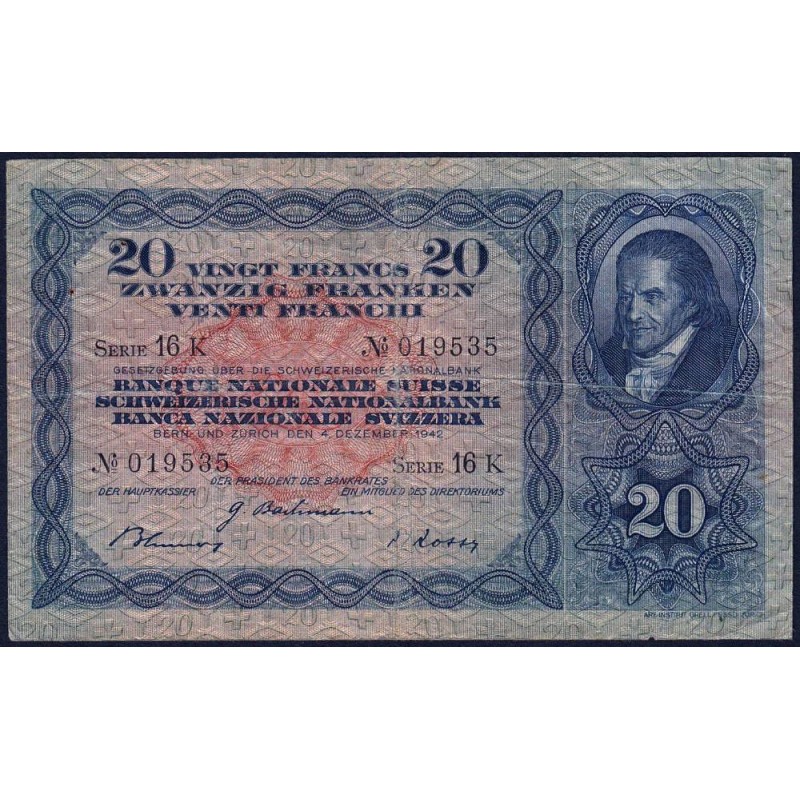 20 VINGT FRANCS 20
ZWANZIG FRANKEN
VENTI FRANCHI
SERIE 16 K № 019535
GESETZGEBUNG ÜBER DIE SCHWEIZERISCHE NATIONALBANK
BANQUE NATIONALE SUISSE
SCHWEIZERISCHE NATIONALBANK
BANCA NAZIONALE SVIZZERA
BERN UND ZÜRICH DEN 4. DEZEMBER 1942
№ 019535 SERIE 16 K
DER PRÄSIDENT DES BANKRATES
DER HAUPTKASSIER EIN MITGLIED DES DIREKTORIUMS
20